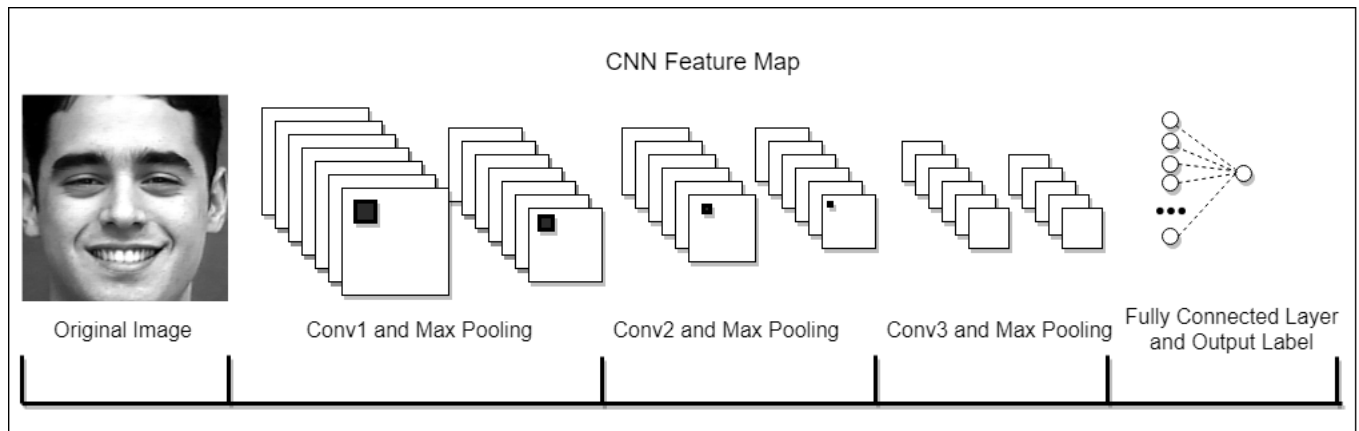 CNN Feature Map
Original Image
Conv1 and Max Pooling
Conv2 and Max Pooling
Conv3 and Max Pooling
Fully Connected Layer
and Output Label